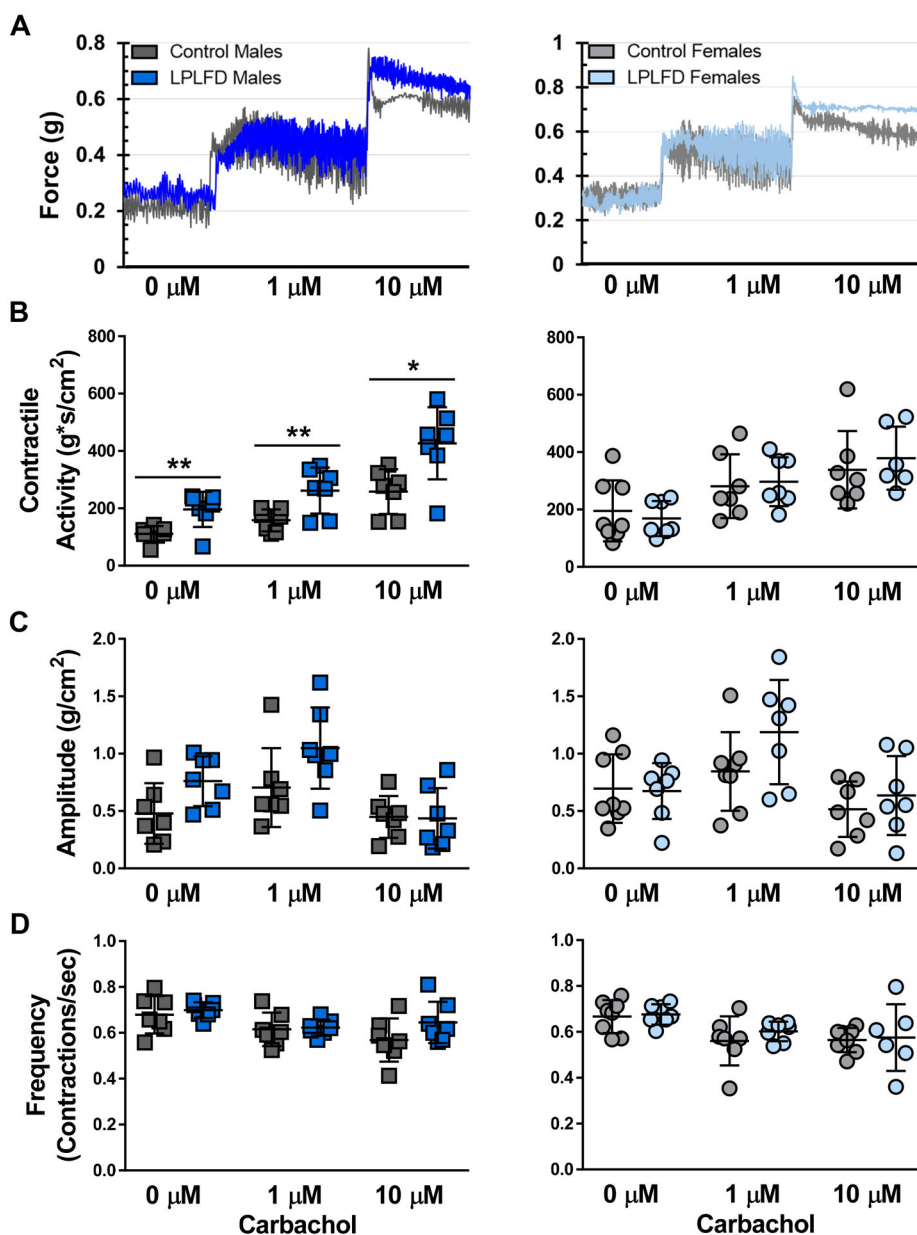 A
Control Males
LPLFD Males
Control Females
LPLFD Females
Force (g)
0.8
0.6
0.4
0.2
0
1
0.8
0.6
0.4
0.2
0
0 μM 1 μM 10 μM
0 μM 1 μM 10 μM
B
Contractile
Activity (g*s/cm²)
800
600
400
200
0
** ** *
800
600
400
200
0
0 μM 1 μM 10 μM
0 μM 1 μM 10 μM
C
Amplitude (g/cm²)
2.0
1.5
1.0
0.5
0.0
2.0
1.5
1.0
0.5
0.0
0 μM 1 μM 10 μM
0 μM 1 μM 10 μM
D
Frequency
(Contractions/sec)
1.0
0.8
0.6
0.4
0.2
0.0
1.0
0.8
0.6
0.4
0.2
0.0
0 μM 1 μM 10 μM
Carbachol
0 μM 1 μM 10 μM
Carbachol